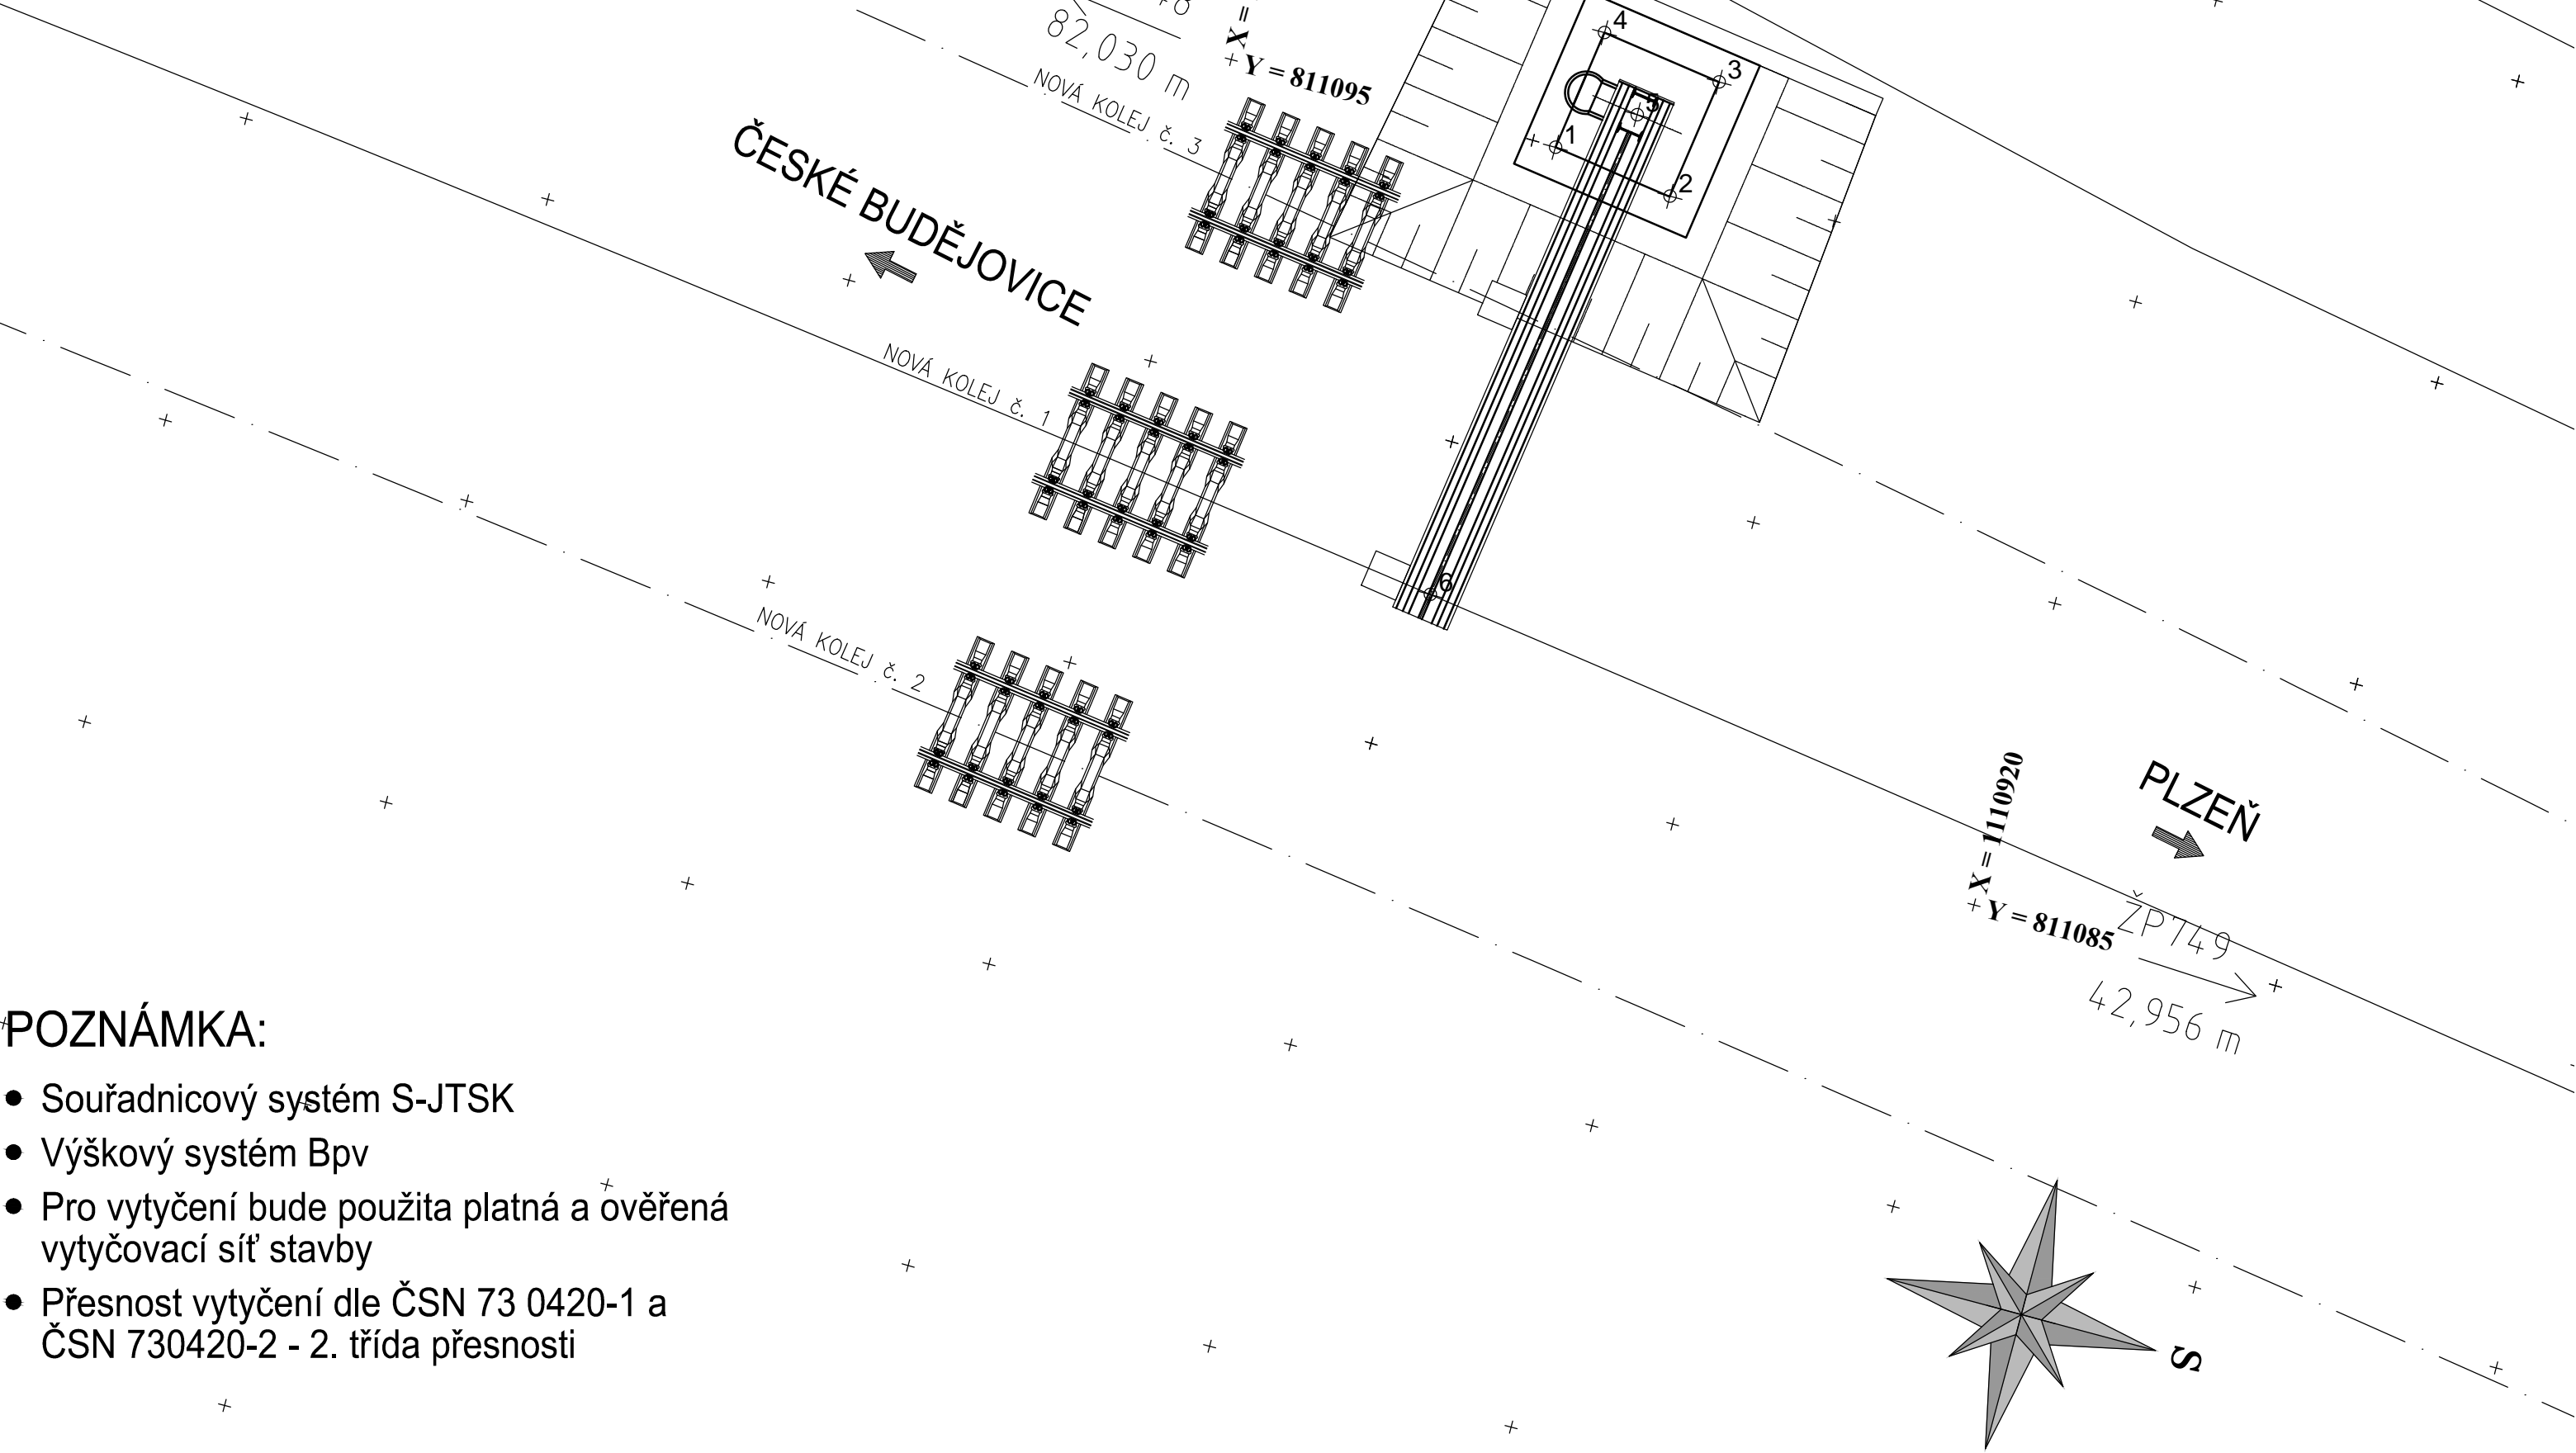 82,030 m
X =
Y = 811095
NOVÁ KOLEJ č. 3
4
3
5
1
2
ČESKÉ BUDĚJOVICE
NOVÁ KOLEJ č. 1
6
NOVÁ KOLEJ č. 2
X = 1110920
Y = 811085
PLZEŇ
ŽP749
42,956 m
POZNÁMKA:
● Souřadnicový systém S-JTSK
● Výškový systém Bpv
● Pro vytyčení bude použita platná a ověřená
vytyčovací síť stavby
● Přesnost vytyčení dle ČSN 73 0420-1 a
ČSN 730420-2 - 2. třída přesnosti
S